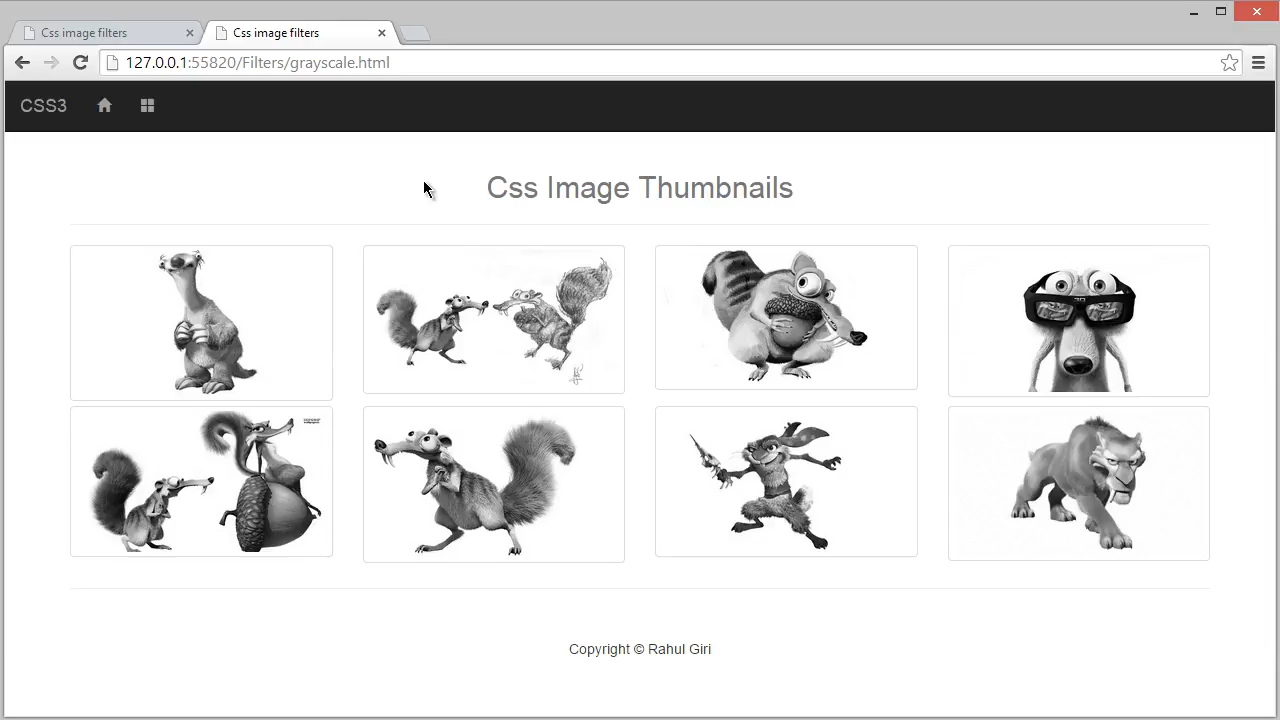 Css image filters
Css image filters
127.0.0.1:55820/Filters/grayscale.html
CSS3
Css Image Thumbnails
3D
Copyright © Rahul Giri